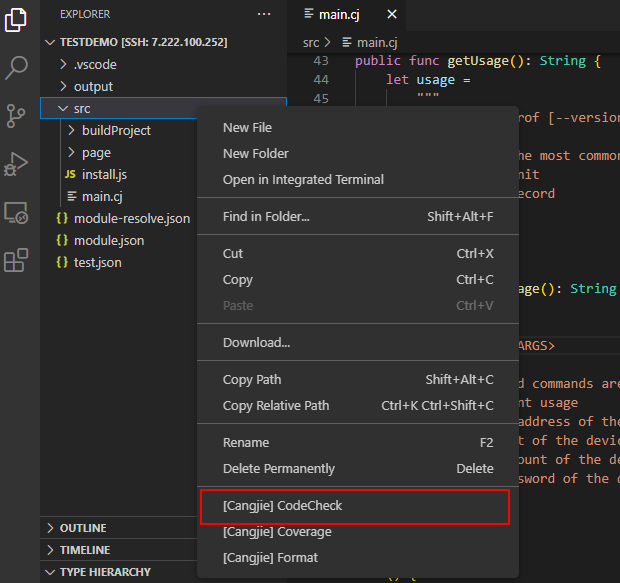 EXPLORER
···
main.cj
TESTDEMO [SSH: 7.222.100.252]
src > main.cj
.vscode
output
src
buildProject
page
JS install.js
main.cj
{} module-resolve.json
{} module.json
{} test.json
43 public func getUsage(): String {
44 let usage =
45 """
rof [--version
he most common
nit
ecord
age(): String
ARGS>
d commands are
nt usage
address of the
t of the devic
ount of the de
ssword of the d
() {
New File
New Folder
Open in Integrated Terminal
Find in Folder... Shift+Alt+F
Cut Ctrl+X
Copy Ctrl+C
Paste Ctrl+V
Download...
Copy Path Shift+Alt+C
Copy Relative Path Ctrl+K Ctrl+Shift+C
Rename F2
Delete Permanently Delete
[Cangjie] CodeCheck
[Cangjie] Coverage
[Cangjie] Format
OUTLINE
TIMELINE
TYPE HIERARCHY